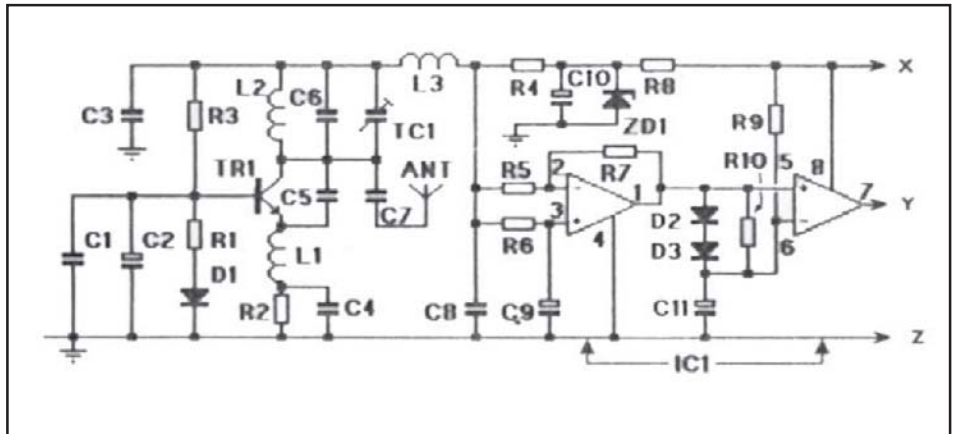 X
L2
C6
L3
R4
C10
R8
C3
R3
TC1
ZD1
R9
TR1
ANT
R5
2
R7
R10
5
8
C5
C7
1
7
Y
C1
C2
R1
L1
R6
3
4
D2
D3
6
D1
R2
C4
C8
C9
C11
Z
IC1